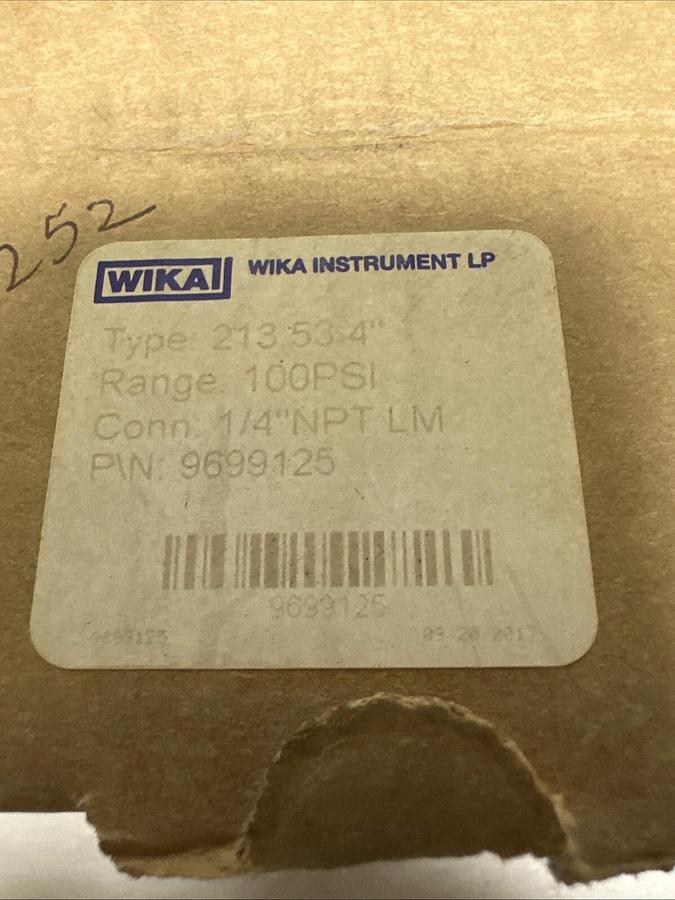 252
WIKA WIKA INSTRUMENT LP
Type: 213.53 4"
Range: 100PSI
Conn: 1/4"NPT LM
P\N: 9699125
9699125
9699125 09 20 2017